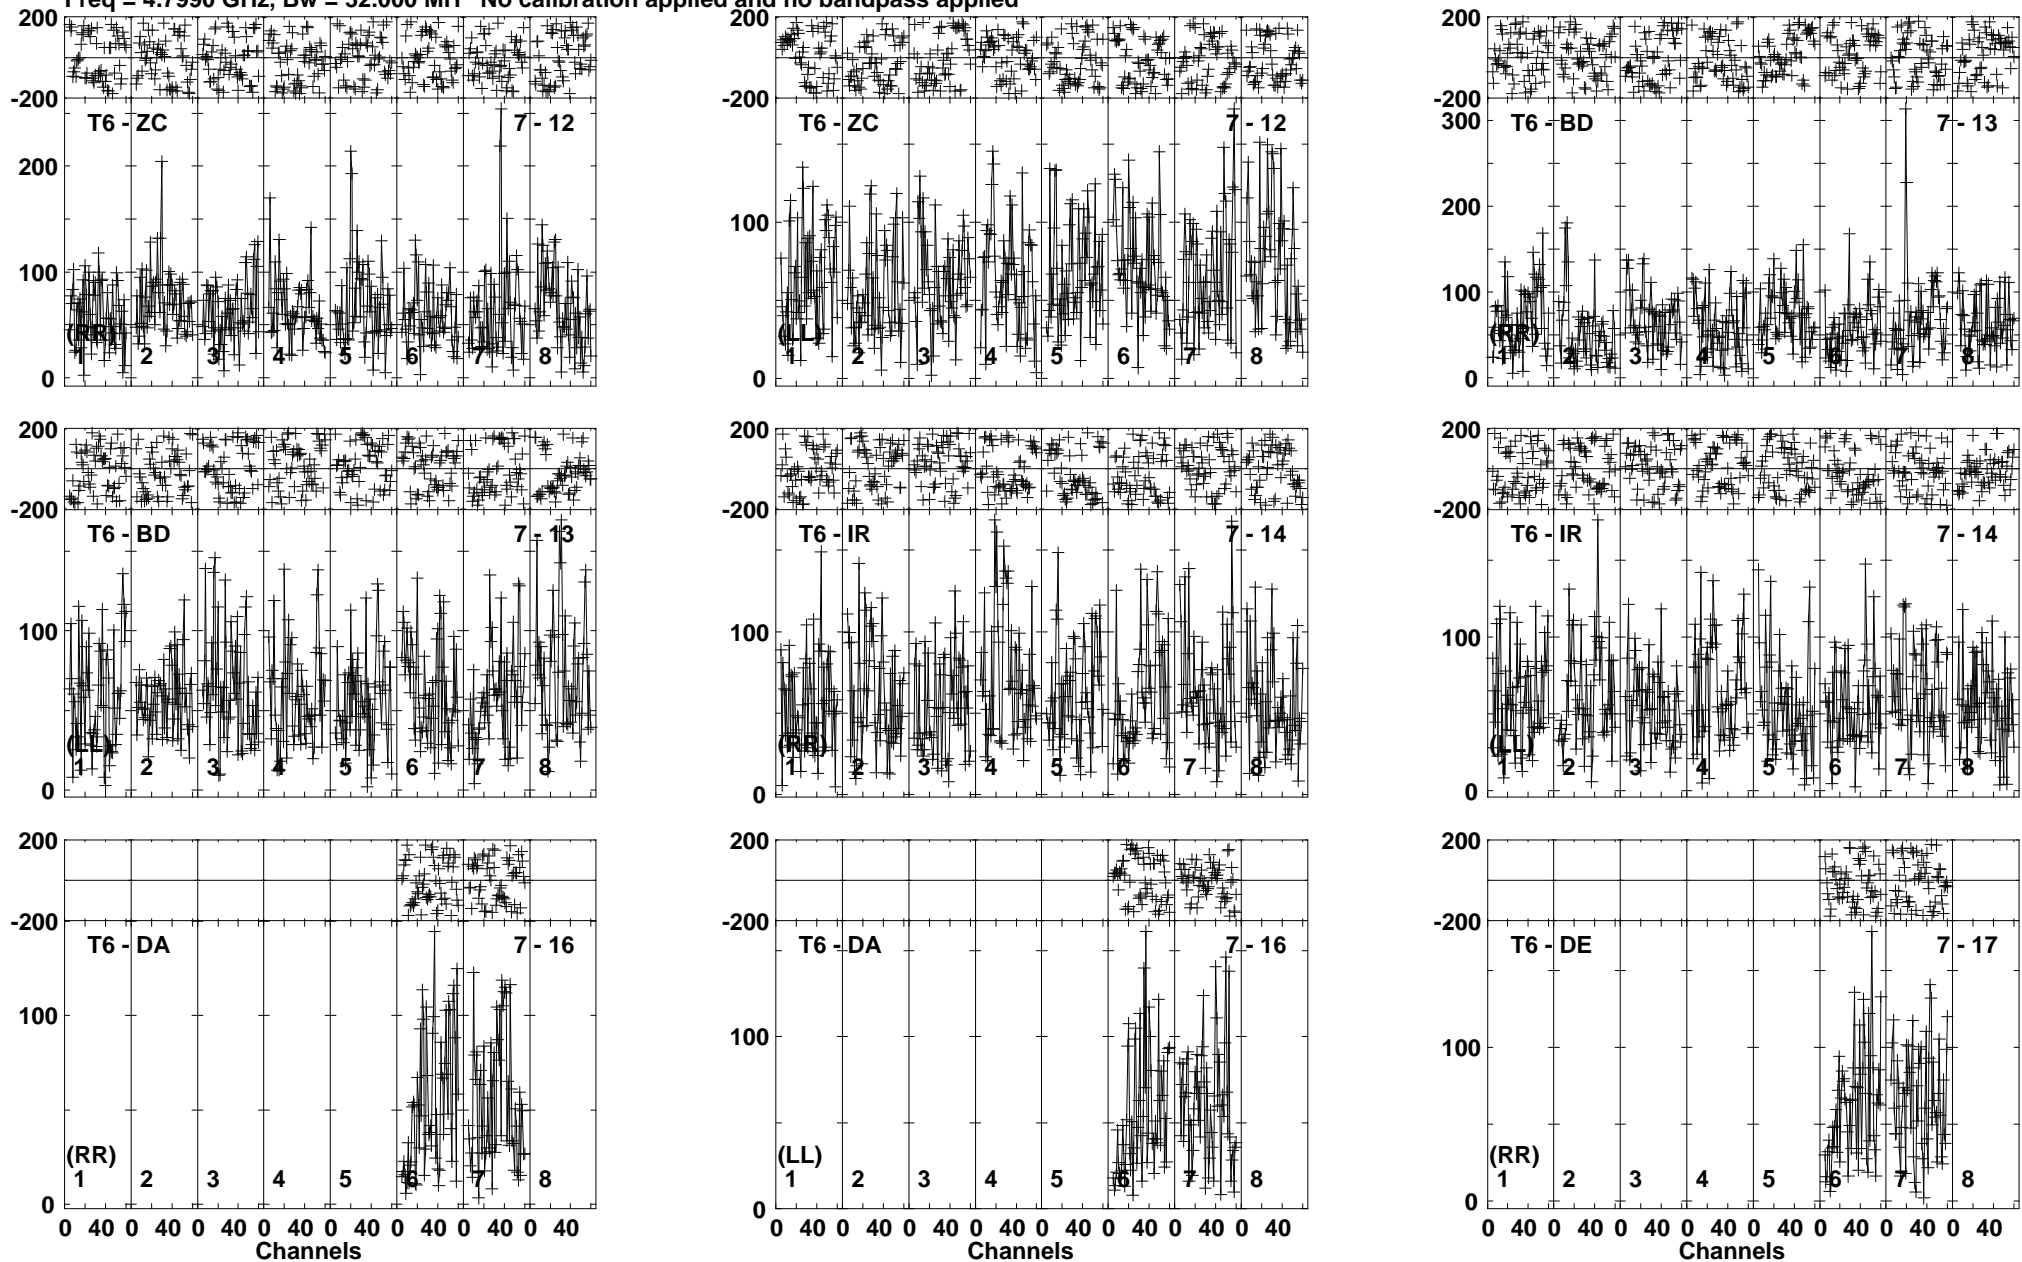 Freq = 4.7990 GHz, Bw = 32.000 MH No calibration applied and no bandpass applied
200 200 200
-200 -200 -200
T6 - ZC 7 - 12 T6 - ZC 7 - 12 T6 - BD 7 - 13
300
200 200
100 100 100
(RR) (LL) (RR)
1 2 3 4 5 6 7 8 1 2 3 4 5 6 7 8 1 2 3 4 5 6 7 8
0 0 0
200 200 200
-200 -200 -200
T6 - BD 7 - 13 T6 - IR 7 - 14 T6 - IR 7 - 14
100 100 100
(LL) (RR) (LL)
1 2 3 4 5 6 7 8 1 2 3 4 5 6 7 8 1 2 3 4 5 6 7 8
0 0 0
200 200 200
-200 -200 -200
T6 - DA 7 - 16 T6 - DA 7 - 16 T6 - DE 7 - 17
100 100 100
(RR) (LL) (RR)
1 2 3 4 5 6 7 8 1 2 3 4 5 6 7 8 1 2 3 4 5 6 7 8
0 0 0
0 40 0 40 0 40 0 40 0 40 0 40 0 40 0 40 0 40 0 40 0 40 0 40 0 40 0 40 0 40 0 40 0 40 0 40 0 40 0 40 0 40 0 40 0 40 0 40
Channels Channels Channels